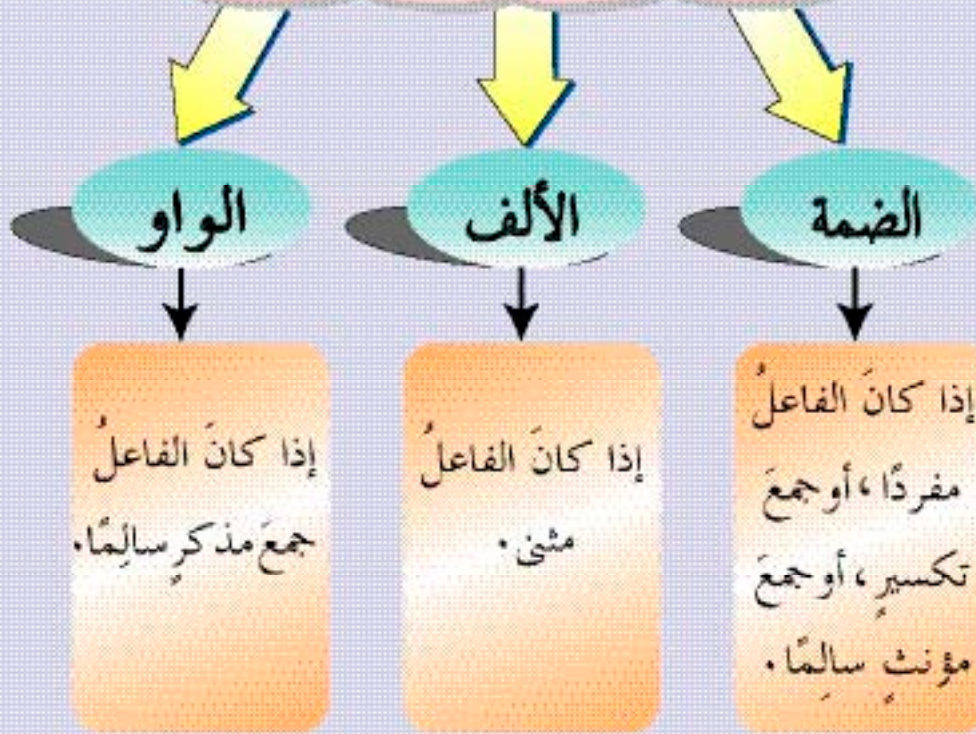 الضمة
إذا كانَ الفاعلُ
مفردًا، أو جمعَ
تكسيرٍ، أو جمعَ
مؤنثٍ سالِمًا.
الألف
إذا كانَ الفاعلُ
مثنى.
الواو
إذا كانَ الفاعلُ
جمعَ مذكرٍ سالِمًا.